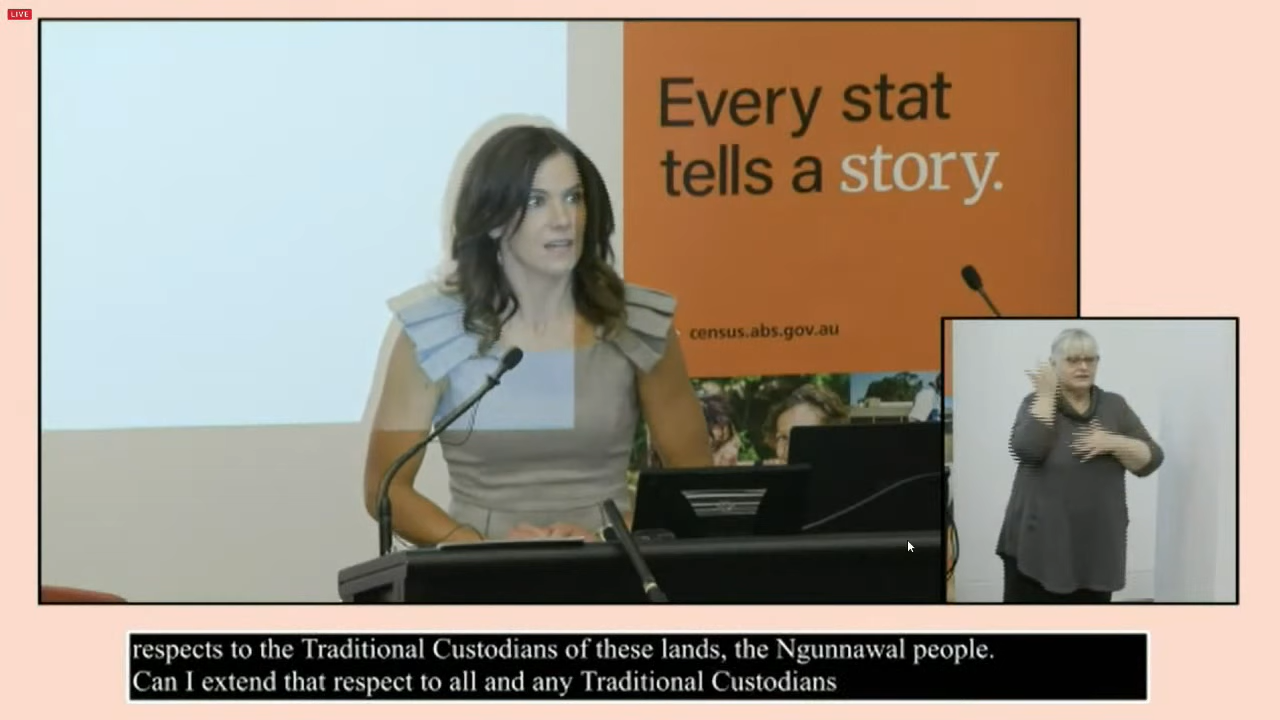 LIVE
Every stat
tells a story.
census.abs.gov.au
respects to the Traditional Custodians of these lands, the Ngunnawal people.
Can I extend that respect to all and any Traditional Custodians